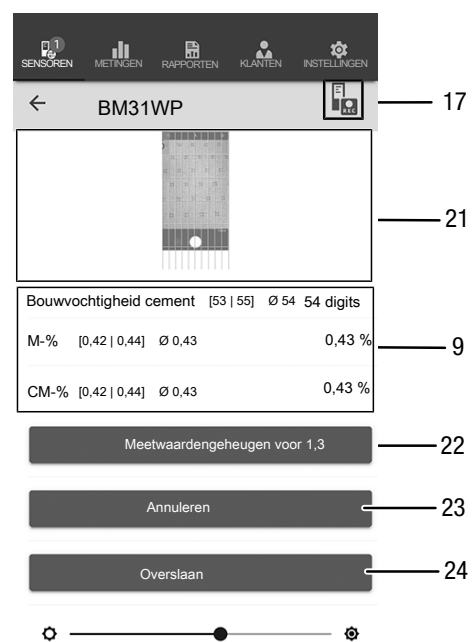 1
SENSOREN METINGEN RAPPORTEN KLANTEN INSTELLINGEN
BM31WP
REC
17
21
Bouwvochtigheid cement [53 | 55] Ø 54 54 digits
M-% [0,42 | 0,44] Ø 0,43 0,43 %
9
CM-% [0,42 | 0,44] Ø 0,43 0,43 %
Meetwaardengeheugen voor 1,3
22
Annuleren
23
Overslaan
24